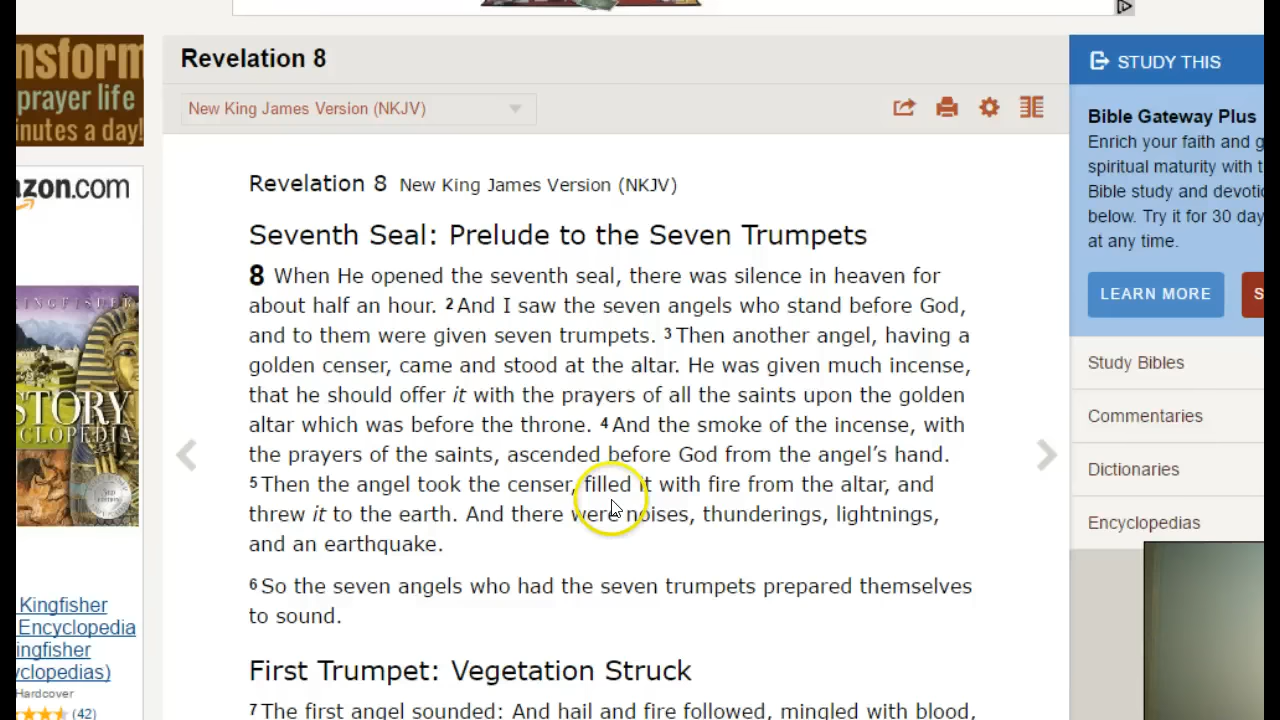 nsform
prayer life
inutes a day!
azon.com
KINGFISHER
STORY
CLOPEDIA
Kingfisher
Encyclopedia
ingfisher
yclopedias)
Hardcover
(42)
Revelation 8
New King James Version (NKJV)
Revelation 8 New King James Version (NKJV)
Seventh Seal: Prelude to the Seven Trumpets
8 When He opened the seventh seal, there was silence in heaven for
about half an hour. 2 And I saw the seven angels who stand before God,
and to them were given seven trumpets. 3 Then another angel, having a
golden censer, came and stood at the altar. He was given much incense,
that he should offer it with the prayers of all the saints upon the golden
altar which was before the throne. 4 And the smoke of the incense, with
the prayers of the saints, ascended before God from the angel’s hand.
5 Then the angel took the censer, filled it with fire from the altar, and
threw it to the earth. And there were noises, thunderings, lightnings,
and an earthquake.
6 So the seven angels who had the seven trumpets prepared themselves
to sound.
First Trumpet: Vegetation Struck
7 The first angel sounded: And hail and fire followed, mingled with blood,
STUDY THIS
Bible Gateway Plus
Enrich your faith and g
spiritual maturity with t
Bible study and devotio
below. Try it for 30 day
at any time.
LEARN MORE
S
Study Bibles
Commentaries
Dictionaries
Encyclopedias